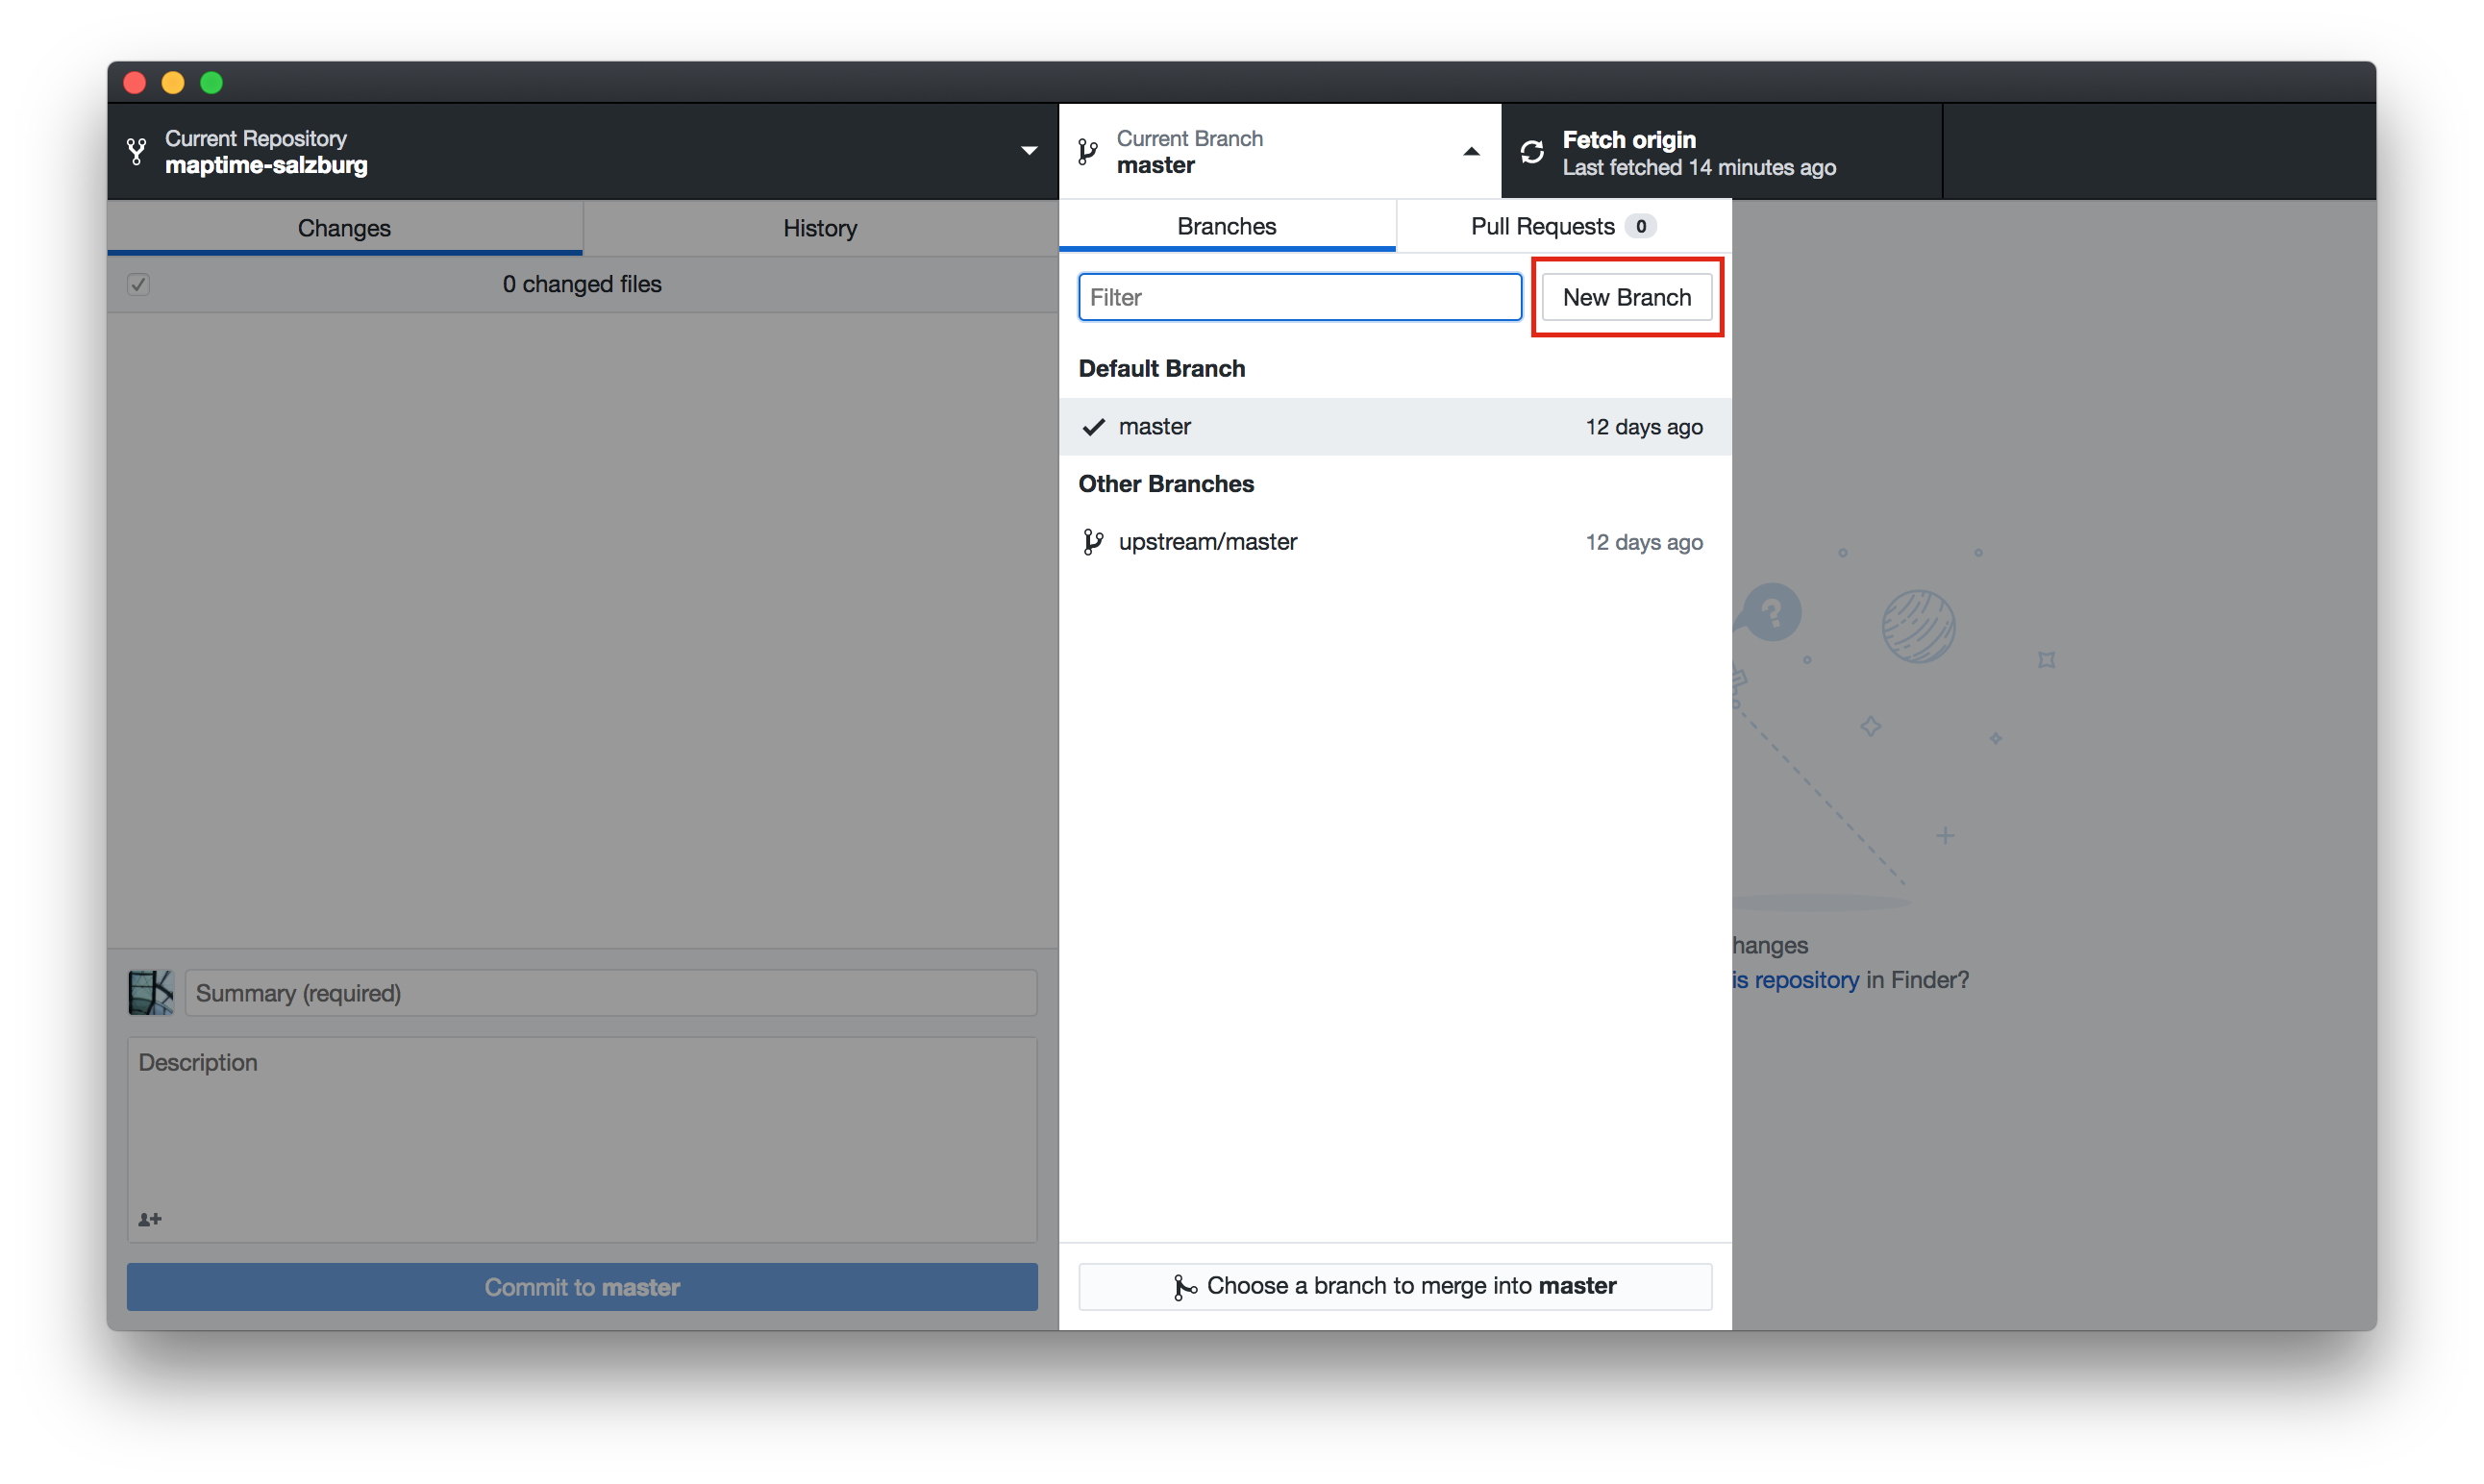 Current Repository
maptime-salzburg
Current Branch
master
Fetch origin
Last fetched 14 minutes ago
Changes
History
0 changed files
Branches
Pull Requests 0
Filter
New Branch
Default Branch
master 12 days ago
Other Branches
upstream/master 12 days ago
?
hanges
is repository in Finder?
Summary (required)
Description
Commit to master
Choose a branch to merge into master